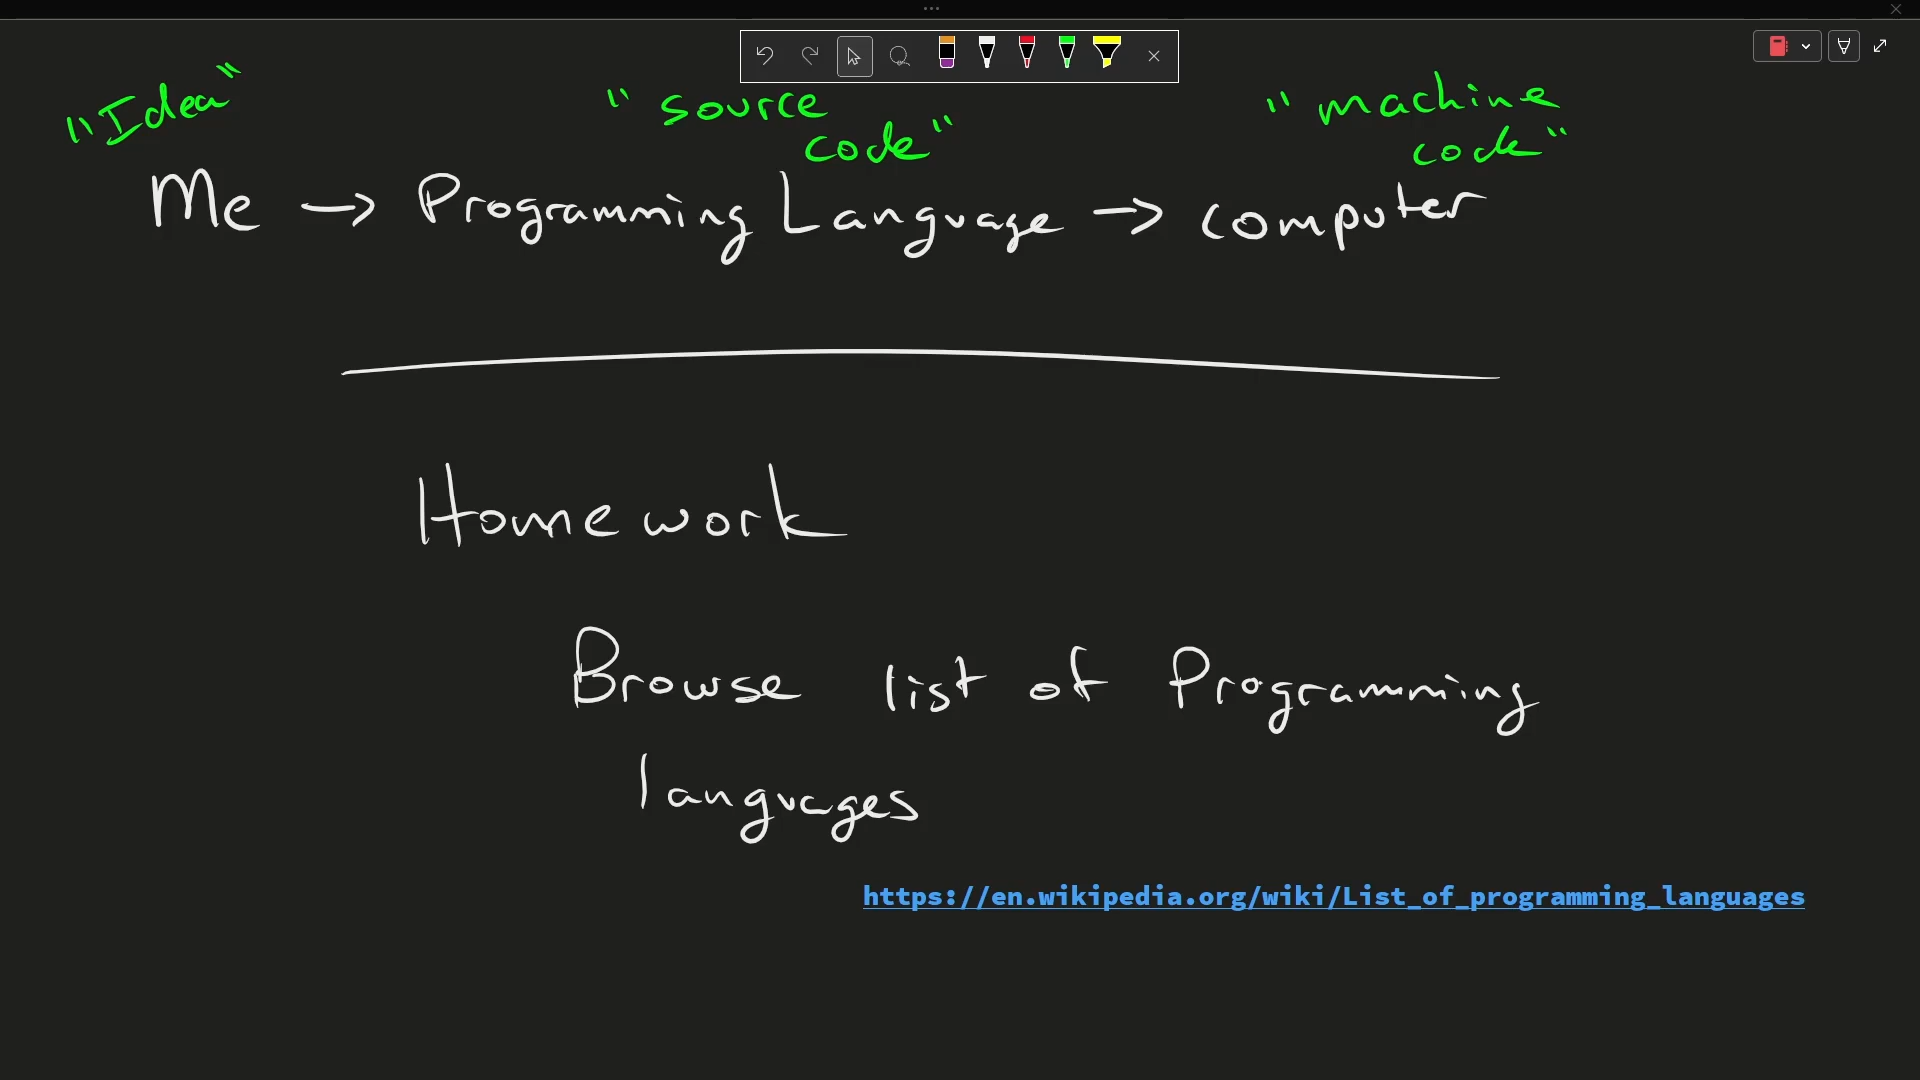 "Idea"
"source
code"
"machine
code"
Me → Programming Language → computer
Homework
Browse list of Programming
languages
https://en.wikipedia.org/wiki/List_of_programming_languages